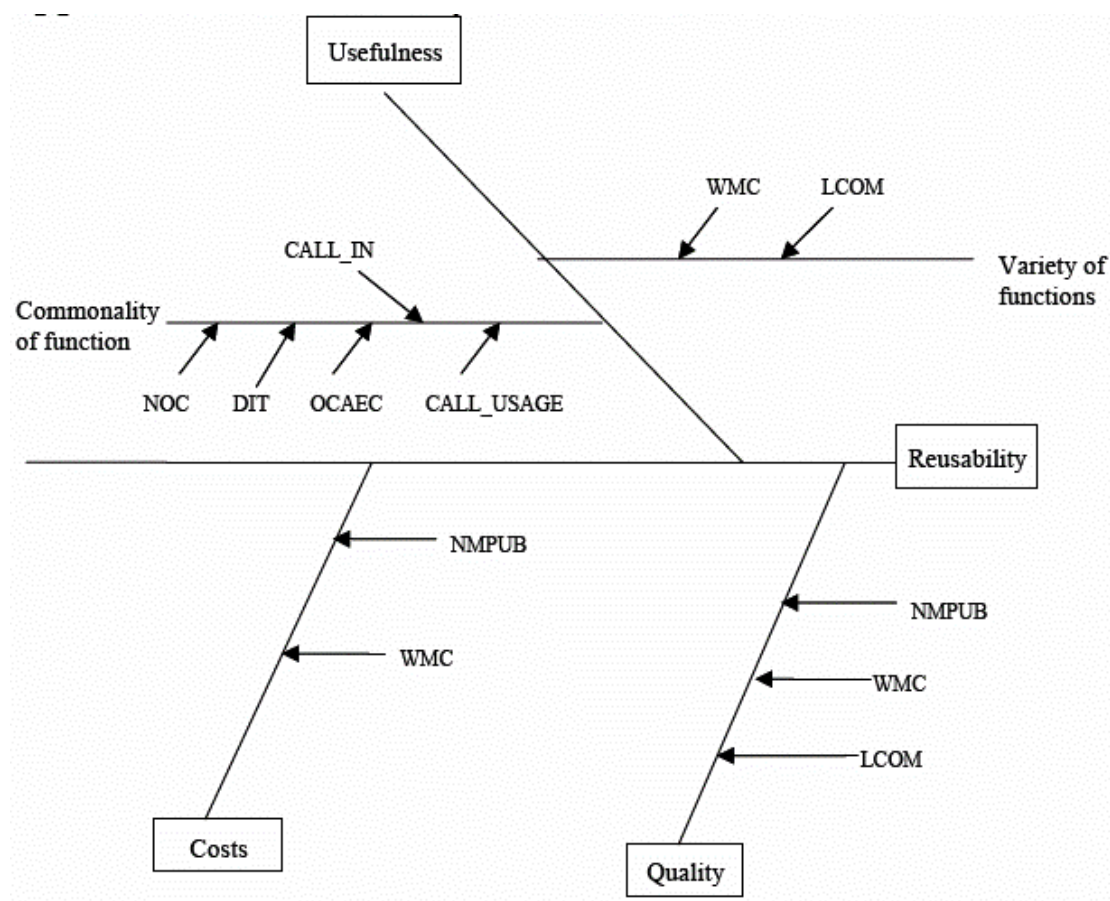 Usefulness
WMC
LCOM
CALL_IN
Variety of
functions
Commonality
of function
NOC
DIT
OCAEC
CALL_USAGE
Reusability
NMPUB
NMPUB
WMC
WMC
LCOM
Costs
Quality